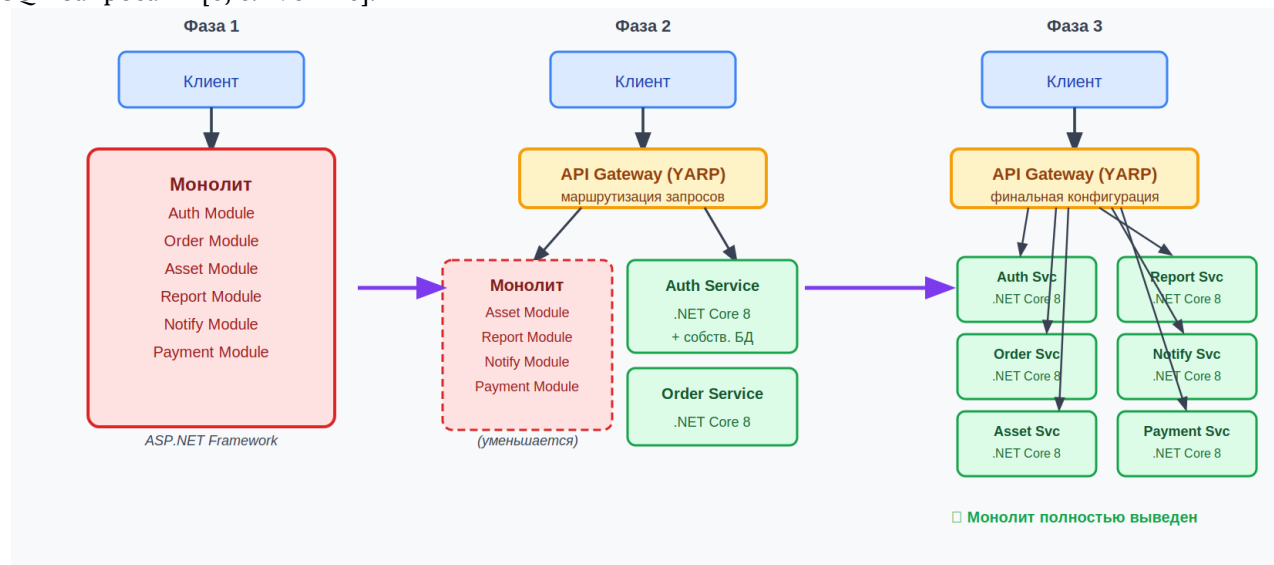 Фаза 1
Клиент
Монолит
Auth Module
Order Module
Asset Module
Report Module
Notify Module
Payment Module
ASP.NET Framework
Фаза 2
Клиент
API Gateway (YARP)
маршрутизация запросов
Монолит
Asset Module
Report Module
Notify Module
Payment Module
(уменьшается)
Auth Service
.NET Core 8
+ собств. БД
Order Service
.NET Core 8
Фаза 3
Клиент
API Gateway (YARP)
финальная конфигурация
Auth Svc
.NET Core 8
Report Svc
.NET Core 8
Order Svc
.NET Core 8
Notify Svc
.NET Core 8
Asset Svc
.NET Core 8
Payment Svc
.NET Core 8
Монолит полностью выведен